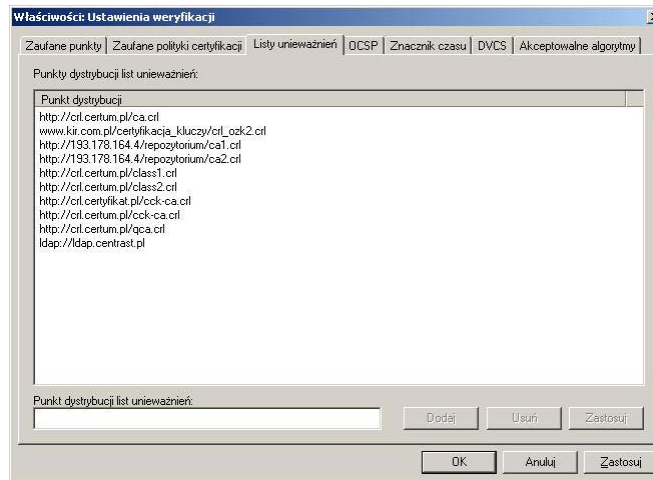 Właściwości: Ustawienia weryfikacji
Zaufane punkty Zaufane polityki certyfikacji Listy unieważnień OCSP Znacznik czasu DVCS Akceptowalne algorytmy
Punkty dystrybucji list unieważnień:
Punkt dystrybucji
http://crl.certum.pl/ca.crl
www.kir.com.pl/certyfikacja_kluczy/crl_ozk2.crl
http://193.178.164.4/repozytorium/ca1.crl
http://193.178.164.4/repozytorium/ca2.crl
http://crl.certum.pl/class1.crl
http://crl.certum.pl/class2.crl
http://crl.certyfikat.pl/cck-ca.crl
http://crl.certum.pl/cck-ca.crl
http://crl.certum.pl/qca.crl
ldap://ldap.centrast.pl
Punkt dystrybucji list unieważnień:
Dodaj Usuń Zastosuj
OK Anuluj Zastosuj